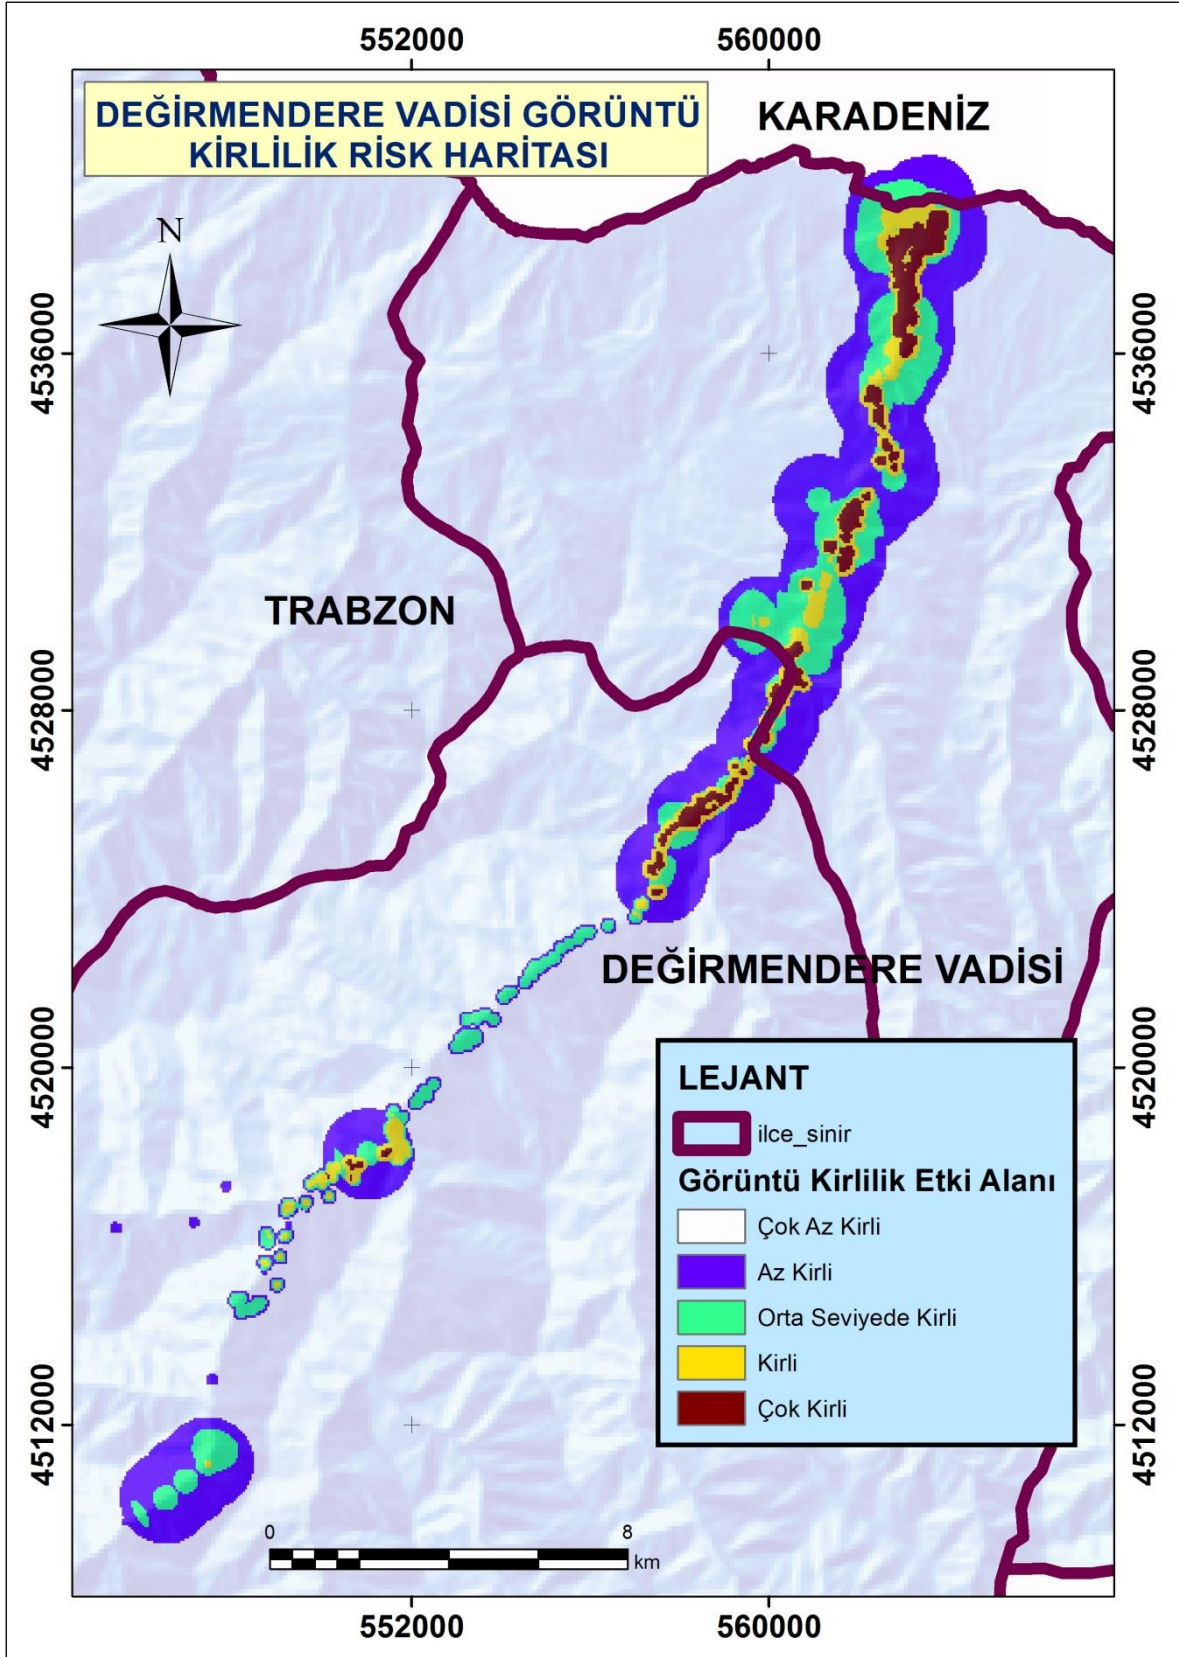 552000
560000
DEĞİRMENDERE VADİSİ GÖRÜNTÜ
KİRLİLİK RİSK HARİTASI
KARADENİZ
N
4536000
4536000
TRABZON
4528000
4528000
DEĞİRMENDERE VADİSİ
4520000
4520000
LEJANT
ilce_sinir
Görüntü Kirlilik Etki Alanı
Çok Az Kirli
Az Kirli
Orta Seviyede Kirli
Kirli
Çok Kirli
4512000
4512000
0
8
km
552000
560000